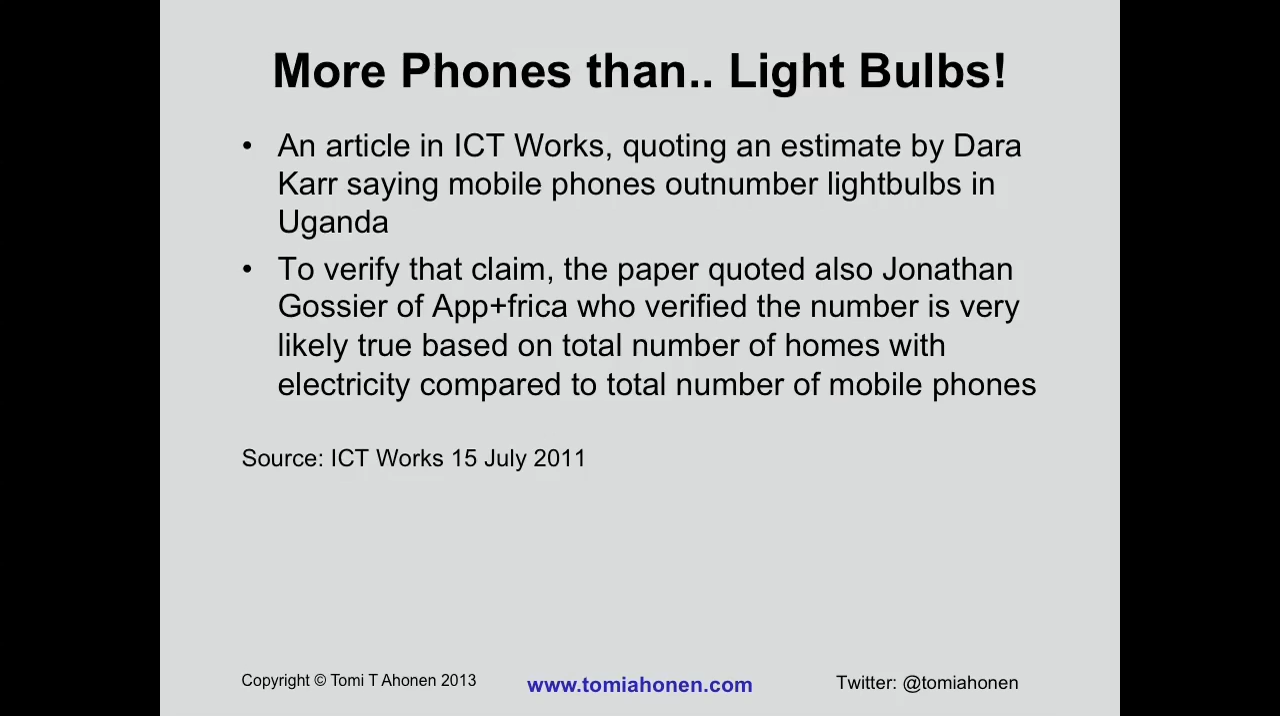 More Phones than.. Light Bulbs!
• An article in ICT Works, quoting an estimate by Dara
Karr saying mobile phones outnumber lightbulbs in
Uganda
• To verify that claim, the paper quoted also Jonathan
Gossier of App+frica who verified the number is very
likely true based on total number of homes with
electricity compared to total number of mobile phones
Source: ICT Works 15 July 2011
Copyright © Tomi T Ahonen 2013
www.tomiahonen.com
Twitter: @tomiahonen